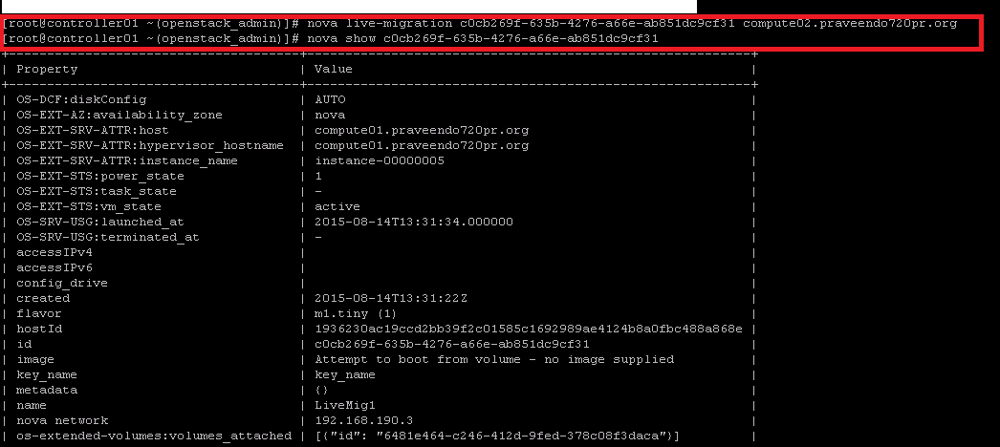 [root@controller01 ~(openstack_admin)]# nova live-migration c0cb269f-635b-4276-a66e-ab851dc9cf31 compute02.praveendo720pr.org
[root@controller01 ~(openstack_admin)]# nova show c0cb269f-635b-4276-a66e-ab851dc9cf31
+--------------------------------------+----------------------------------------------------------+
| Property | Value |
+--------------------------------------+----------------------------------------------------------+
| OS-DCF:diskConfig | AUTO |
| OS-EXT-AZ:availability_zone | nova |
| OS-EXT-SRV-ATTR:host | compute01.praveendo720pr.org |
| OS-EXT-SRV-ATTR:hypervisor_hostname | compute01.praveendo720pr.org |
| OS-EXT-SRV-ATTR:instance_name | instance-00000005 |
| OS-EXT-STS:power_state | 1 |
| OS-EXT-STS:task_state | - |
| OS-EXT-STS:vm_state | active |
| OS-SRV-USG:launched_at | 2015-08-14T13:31:34.000000 |
| OS-SRV-USG:terminated_at | - |
| accessIPv4 | |
| accessIPv6 | |
| config_drive | |
| created | 2015-08-14T13:31:22Z |
| flavor | m1.tiny (1) |
| hostId | 1936230ac19ccd2bb39f2c01585c1692989ae4124b8a0fbc488a868e |
| id | c0cb269f-635b-4276-a66e-ab851dc9cf31 |
| image | Attempt to boot from volume - no image supplied |
| key_name | key_name |
| metadata | {} |
| name | LiveMig1 |
| nova network | 192.168.190.3 |
| os-extended-volumes:volumes_attached | [{"id": "6481e464-c246-412d-9fed-378c08f3daca"}] |